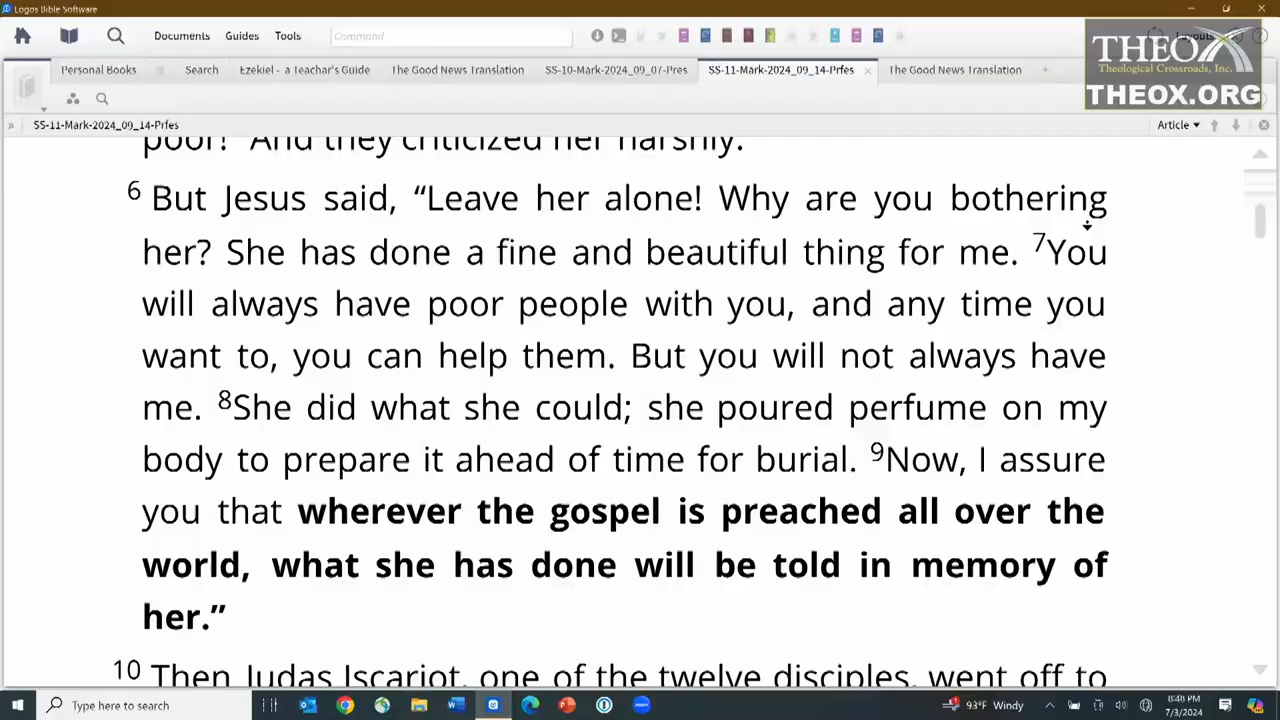 Logos Bible Software
Documents Guides Tools Command Layouts
THEOX
Theological Crossroads, Inc.
THEOX.ORG
Personal Books Search Ezekiel - a Teacher's Guide SS-10-Mark-2024_09_07-Pres SS-11-Mark-2024_09_14-Prfes The Good News Translation
SS-11-Mark-2024_09_14-Prfes Article
poor!" And they criticized her harshly.
6 But Jesus said, “Leave her alone! Why are you bothering
her? She has done a fine and beautiful thing for me. 7You
will always have poor people with you, and any time you
want to, you can help them. But you will not always have
me. 8She did what she could; she poured perfume on my
body to prepare it ahead of time for burial. 9Now, I assure
you that wherever the gospel is preached all over the
world, what she has done will be told in memory of
her.”
10 Then Judas Iscariot, one of the twelve disciples, went off to
Type here to search 93°F Windy 8:48 PM
7/3/2024